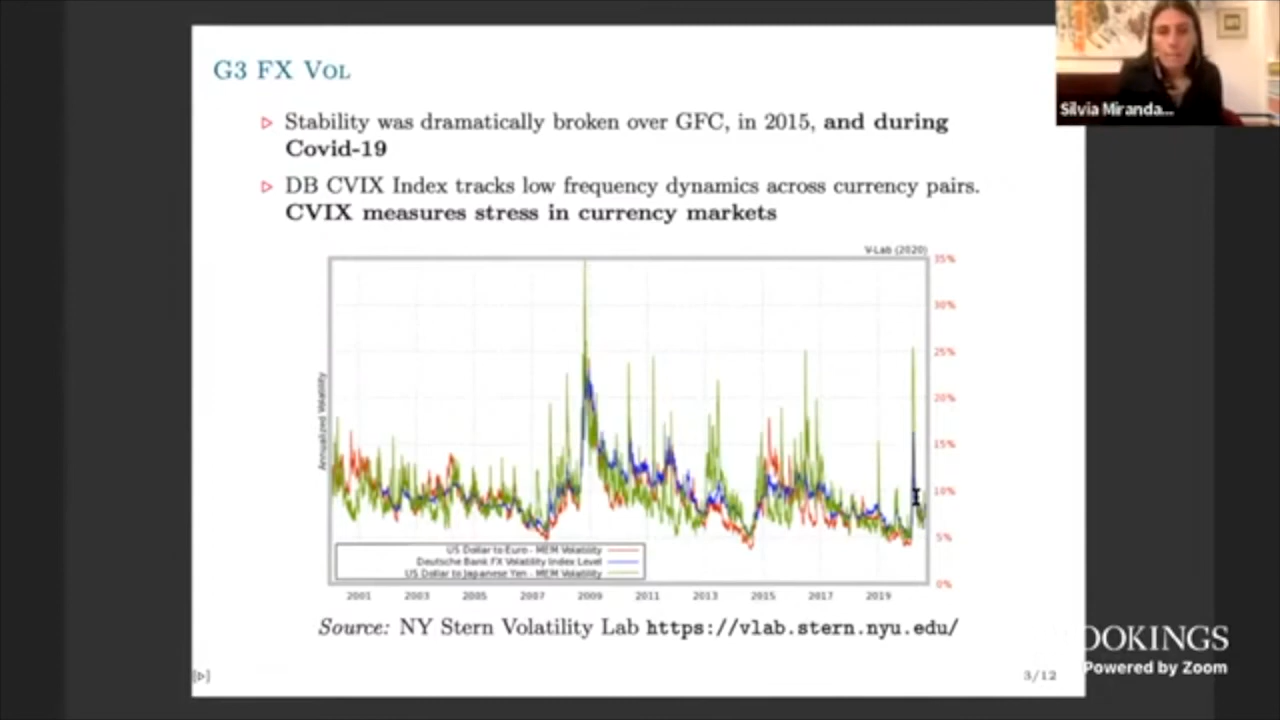 G3 FX VOL
▷ Stability was dramatically broken over GFC, in 2015, and during
Covid-19
▷ DB CVIX Index tracks low frequency dynamics across currency pairs.
CVIX measures stress in currency markets
V-Lab (2020)
35%
30%
25%
20%
15%
10%
5%
0%
Annualized Volatility
US Dollar to Euro - MEM Volatility
Deutsche Bank FX Volatility Index Level
US Dollar to Japanese Yen - MEM Volatility
2001 2003 2005 2007 2009 2011 2013 2015 2017 2019
Source: NY Stern Volatility Lab https://vlab.stern.nyu.edu/
3/12
Silvia Miranda...
OOKINGS
Powered by Zoom